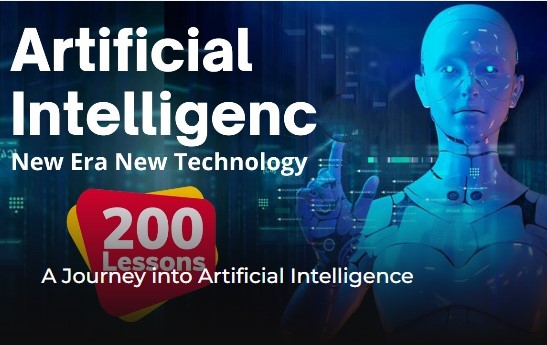 Artificial
Intelligenc
New Era New Technology
200
Lessons
A Journey into Artificial Intelligence